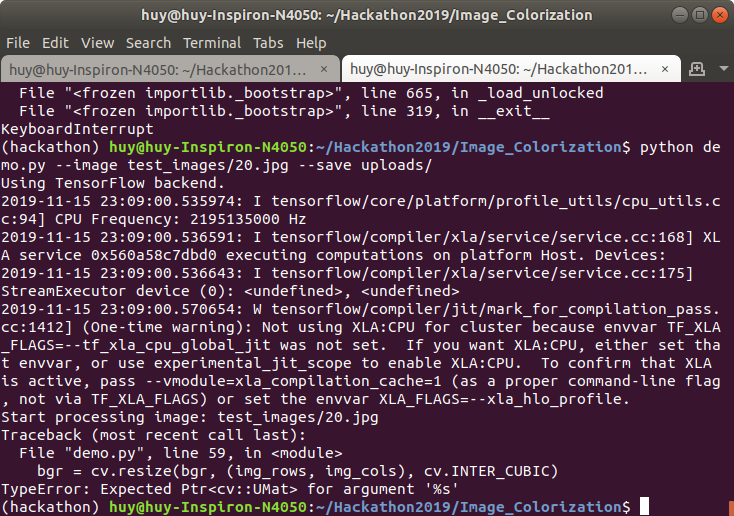 huy@huy-Inspiron-N4050: ~/Hackathon2019/Image_Colorization
File Edit View Search Terminal Tabs Help
huy@huy-Inspiron-N4050: ~/Hackathon201... × huy@huy-Inspiron-N4050: ~/Hackathon201... ×
File "<frozen importlib._bootstrap>", line 665, in _load_unlocked
File "<frozen importlib._bootstrap>", line 319, in __exit__
KeyboardInterrupt
(hackathon) huy@huy-Inspiron-N4050:~/Hackathon2019/Image_Colorization$ python de
mo.py --image test_images/20.jpg --save uploads/
Using TensorFlow backend.
2019-11-15 23:09:00.535974: I tensorflow/core/platform/profile_utils/cpu_utils.c
c:94] CPU Frequency: 2195135000 Hz
2019-11-15 23:09:00.536591: I tensorflow/compiler/xla/service/service.cc:168] XL
A service 0x560a58c7dbd0 executing computations on platform Host. Devices:
2019-11-15 23:09:00.536643: I tensorflow/compiler/xla/service/service.cc:175]
StreamExecutor device (0): <undefined>, <undefined>
2019-11-15 23:09:00.570654: W tensorflow/compiler/jit/mark_for_compilation_pass.
cc:1412] (One-time warning): Not using XLA:CPU for cluster because envvar TF_XLA
_FLAGS=--tf_xla_cpu_global_jit was not set.  If you want XLA:CPU, either set tha
t envvar, or use experimental_jit_scope to enable XLA:CPU.  To confirm that XLA
is active, pass --vmodule=xla_compilation_cache=1 (as a proper command-line flag
, not via TF_XLA_FLAGS) or set the envvar XLA_FLAGS=--xla_hlo_profile.
Start processing image: test_images/20.jpg
Traceback (most recent call last):
File "demo.py", line 59, in <module>
bgr = cv.resize(bgr, (img_rows, img_cols), cv.INTER_CUBIC)
TypeError: Expected Ptr<cv::UMat> for argument '%s'
(hackathon) huy@huy-Inspiron-N4050:~/Hackathon2019/Image_Colorization$